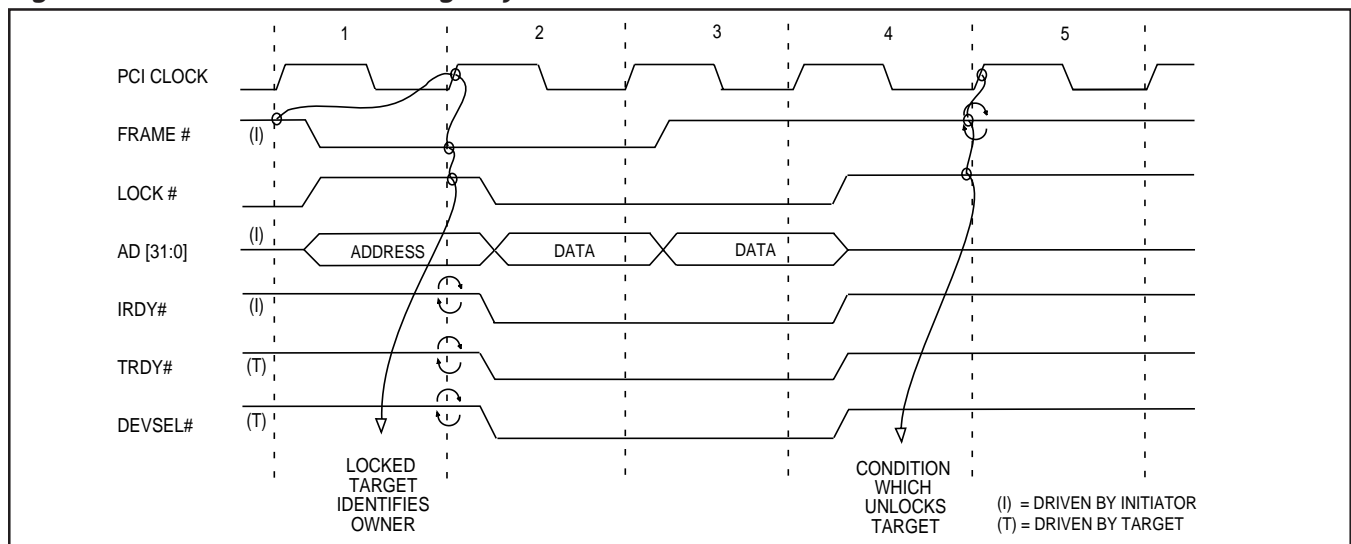 1 2 3 4 5
PCI CLOCK
FRAME # (I)
LOCK #
AD [31:0] (I) ADDRESS DATA DATA
IRDY# (I)
TRDY# (T)
DEVSEL# (T)
LOCKED
TARGET
IDENTIFIES
OWNER
CONDITION
WHICH
UNLOCKS
TARGET
(I) = DRIVEN BY INITIATOR
(T) = DRIVEN BY TARGET